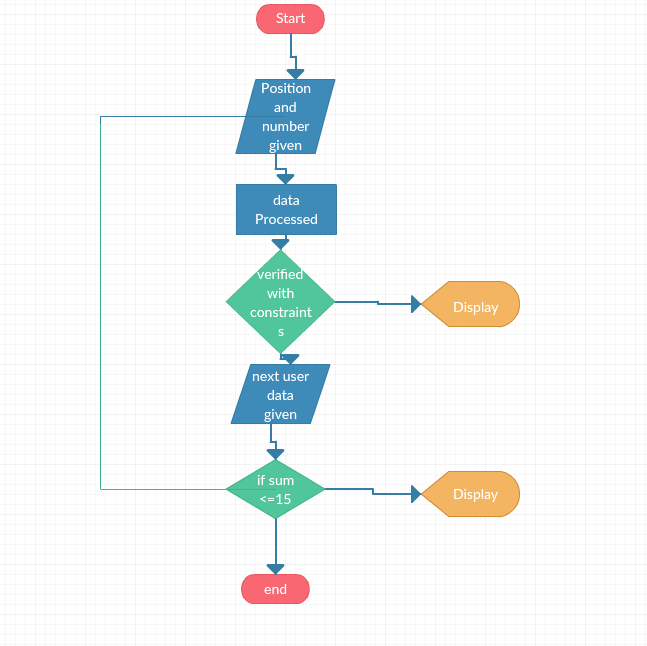 Start
Position
and
number
given
data
Processed
verified
with
constraint
s
Display
next user
data
given
if sum
<=15
Display
end